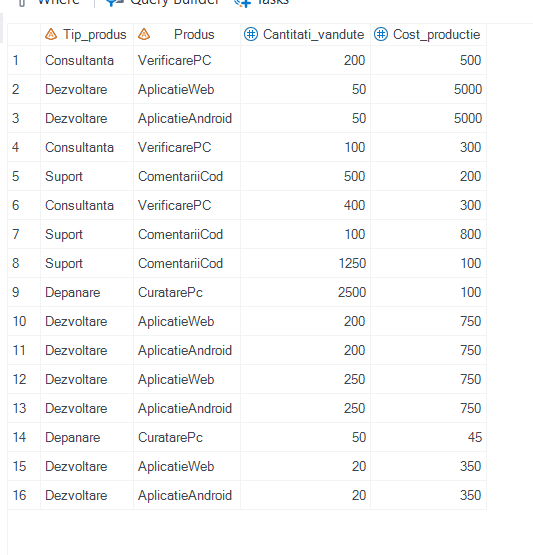 Where Query Builder Tasks
Tip_produs Produs Cantitati_vandute Cost_productie
1 Consultanta VerificarePC 200 500
2 Dezvoltare AplicatieWeb 50 5000
3 Dezvoltare AplicatieAndroid 50 5000
4 Consultanta VerificarePC 100 300
5 Suport ComentariiCod 500 200
6 Consultanta VerificarePC 400 300
7 Suport ComentariiCod 100 800
8 Suport ComentariiCod 1250 100
9 Depanare CuratarePc 2500 100
10 Dezvoltare AplicatieWeb 200 750
11 Dezvoltare AplicatieAndroid 200 750
12 Dezvoltare AplicatieWeb 250 750
13 Dezvoltare AplicatieAndroid 250 750
14 Depanare CuratarePc 50 45
15 Dezvoltare AplicatieWeb 20 350
16 Dezvoltare AplicatieAndroid 20 350